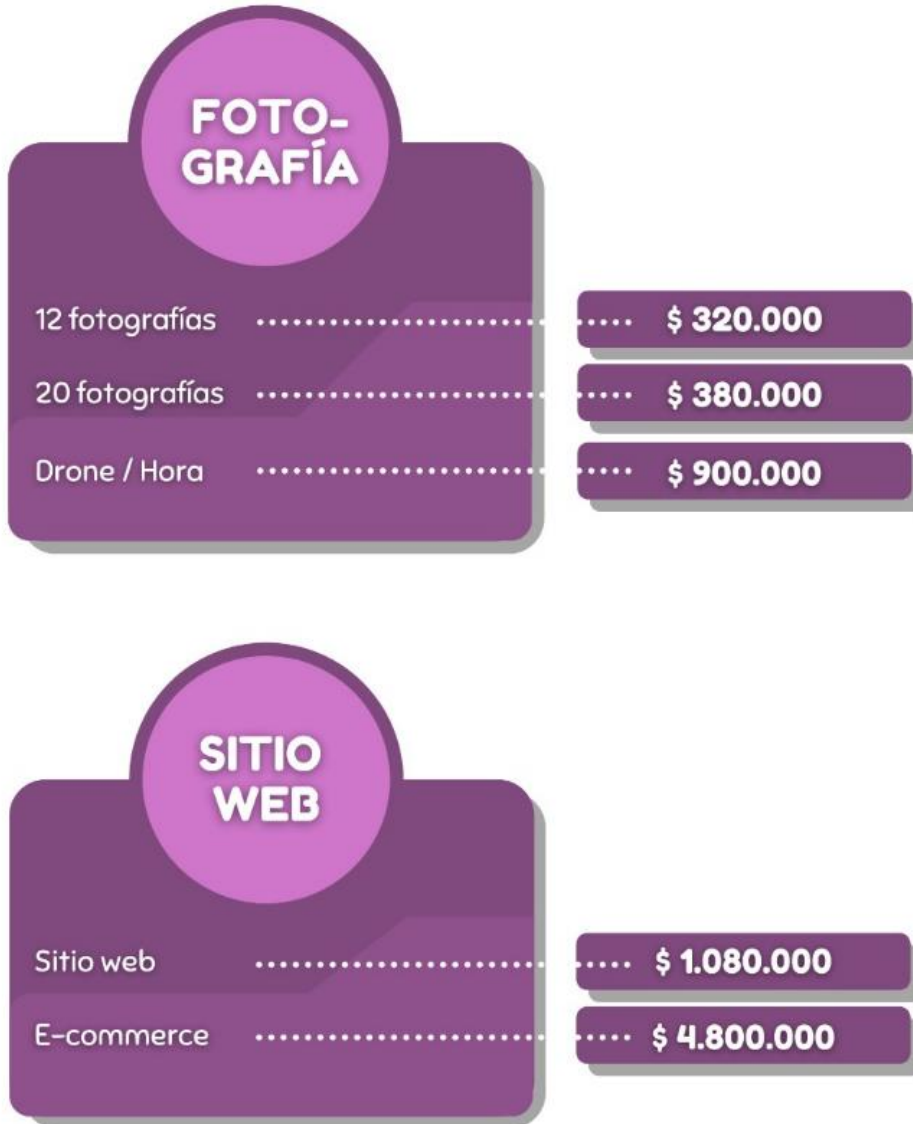 FOTO-
GRAFÍA
12 fotografías ..................... $ 320.000
20 fotografías ..................... $ 380.000
Drone / Hora ..................... $ 900.000
SITIO
WEB
Sitio web ..................... $ 1.080.000
E-commerce ..................... $ 4.800.000